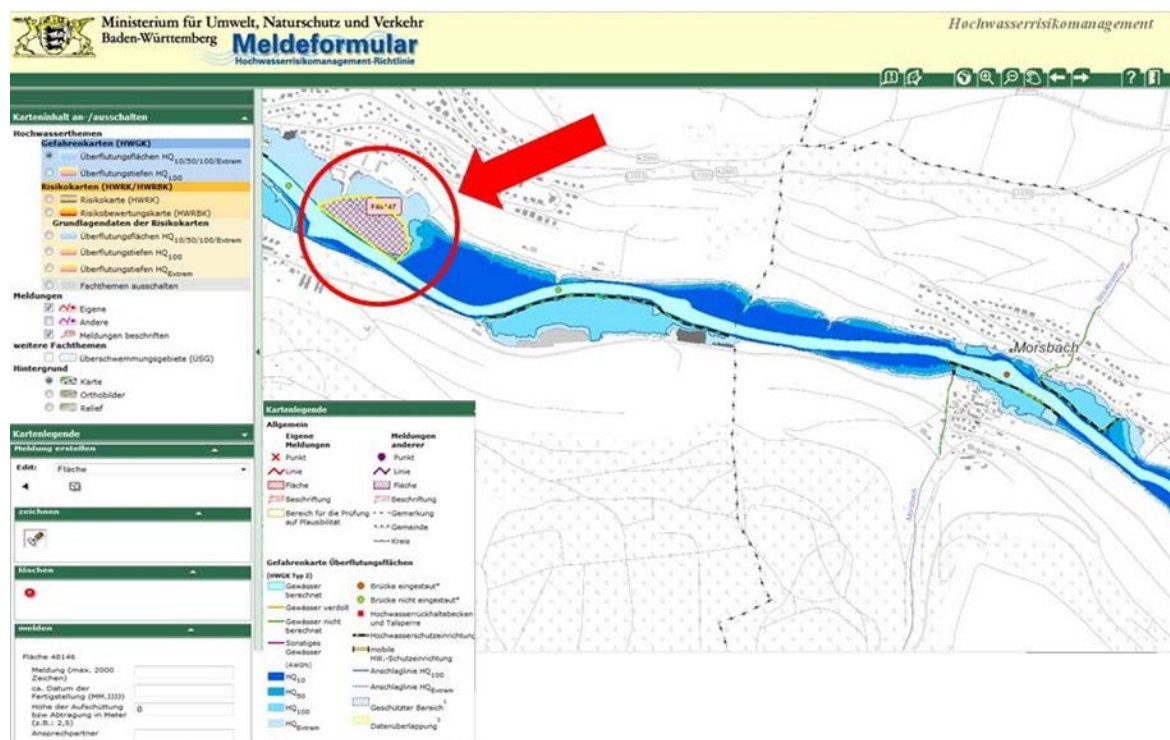 Ministerium für Umwelt, Naturschutz und Verkehr
Baden-Württemberg
Meldeformular
Hochwasserrisikomanagement-Richtlinie
Hochwasserrisikomanagement
Karteninhalt an-/ausschalten
Hochwasserthemen
Gefahrenkarten (HWGK)
Überflutungsflächen HQ10/50/100/Extrem
Überflutungstiefen HQ100
Risikokarten (HWRK/HWRBK)
Risikokarte (HWRK)
Risikobewertungskarte (HWRBK)
Grundlagendaten der Risikokarten
Überflutungsflächen HQ10/50/100/Extrem
Überflutungstiefen HQ100
Überflutungstiefen HQExtrem
Fachthemen ausschalten
Meldungen
Eigene
Andere
Meldungen beschriften
weitere Fachthemen
Überschwemmungsgebiete (ÜSG)
Hintergrund
Karte
Orthobilder
Relief
Kartenlegende
Meldung erstellen
Edit: Fläche
zeichnen
löschen
melden
Fläche 40146
Meldung (max. 2000
Zeichen)
ca. Datum der
Fertigstellung (MM.JJJJ)
Höhe der Aufschüttung 0
bzw Abtragung in Meter
(z.B.: 2,5)
Ansprechpartner
Kartenlegende
Allgemein
Eigene
Meldungen
Meldungen
anderer
Punkt
Punkt
Linie
Linie
Fläche
Fläche
Beschriftung
Beschriftung
Bereich für die Prüfung
auf Plausibilität
Gemarkung
Gemeinde
Kreis
Gefahrenkarte Überflutungsflächen
(HWGK Typ 2)
Gewässer
berechnet
Gewässer verdolt
Gewässer nicht
berechnet
Sonstiges
Gewässer
(AWGN)
HQ10
HQ50
HQ100
HQExtrem
Brücke eingestaut*
Brücke nicht eingestaut*
Hochwasserrückhaltebecken
und Talsperre
Hochwasserschutzeinrichtung
mobile
HW.-Schutzeinrichtung
Anschlaglinie HQ100
Anschlaglinie HQExtrem
Geschützter Bereich
Datenüberlappung
Morsbach
Morsbach